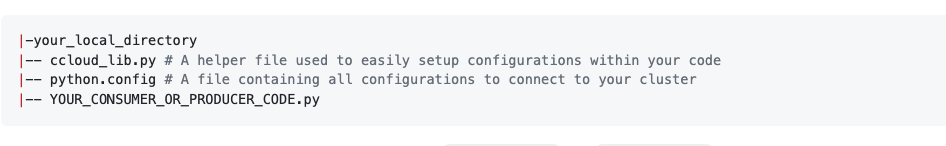 |-your_local_directory
|-- ccloud_lib.py # A helper file used to easily setup configurations within your code
|-- python.config # A file containing all configurations to connect to your cluster
|-- YOUR_CONSUMER_OR_PRODUCER_CODE.py